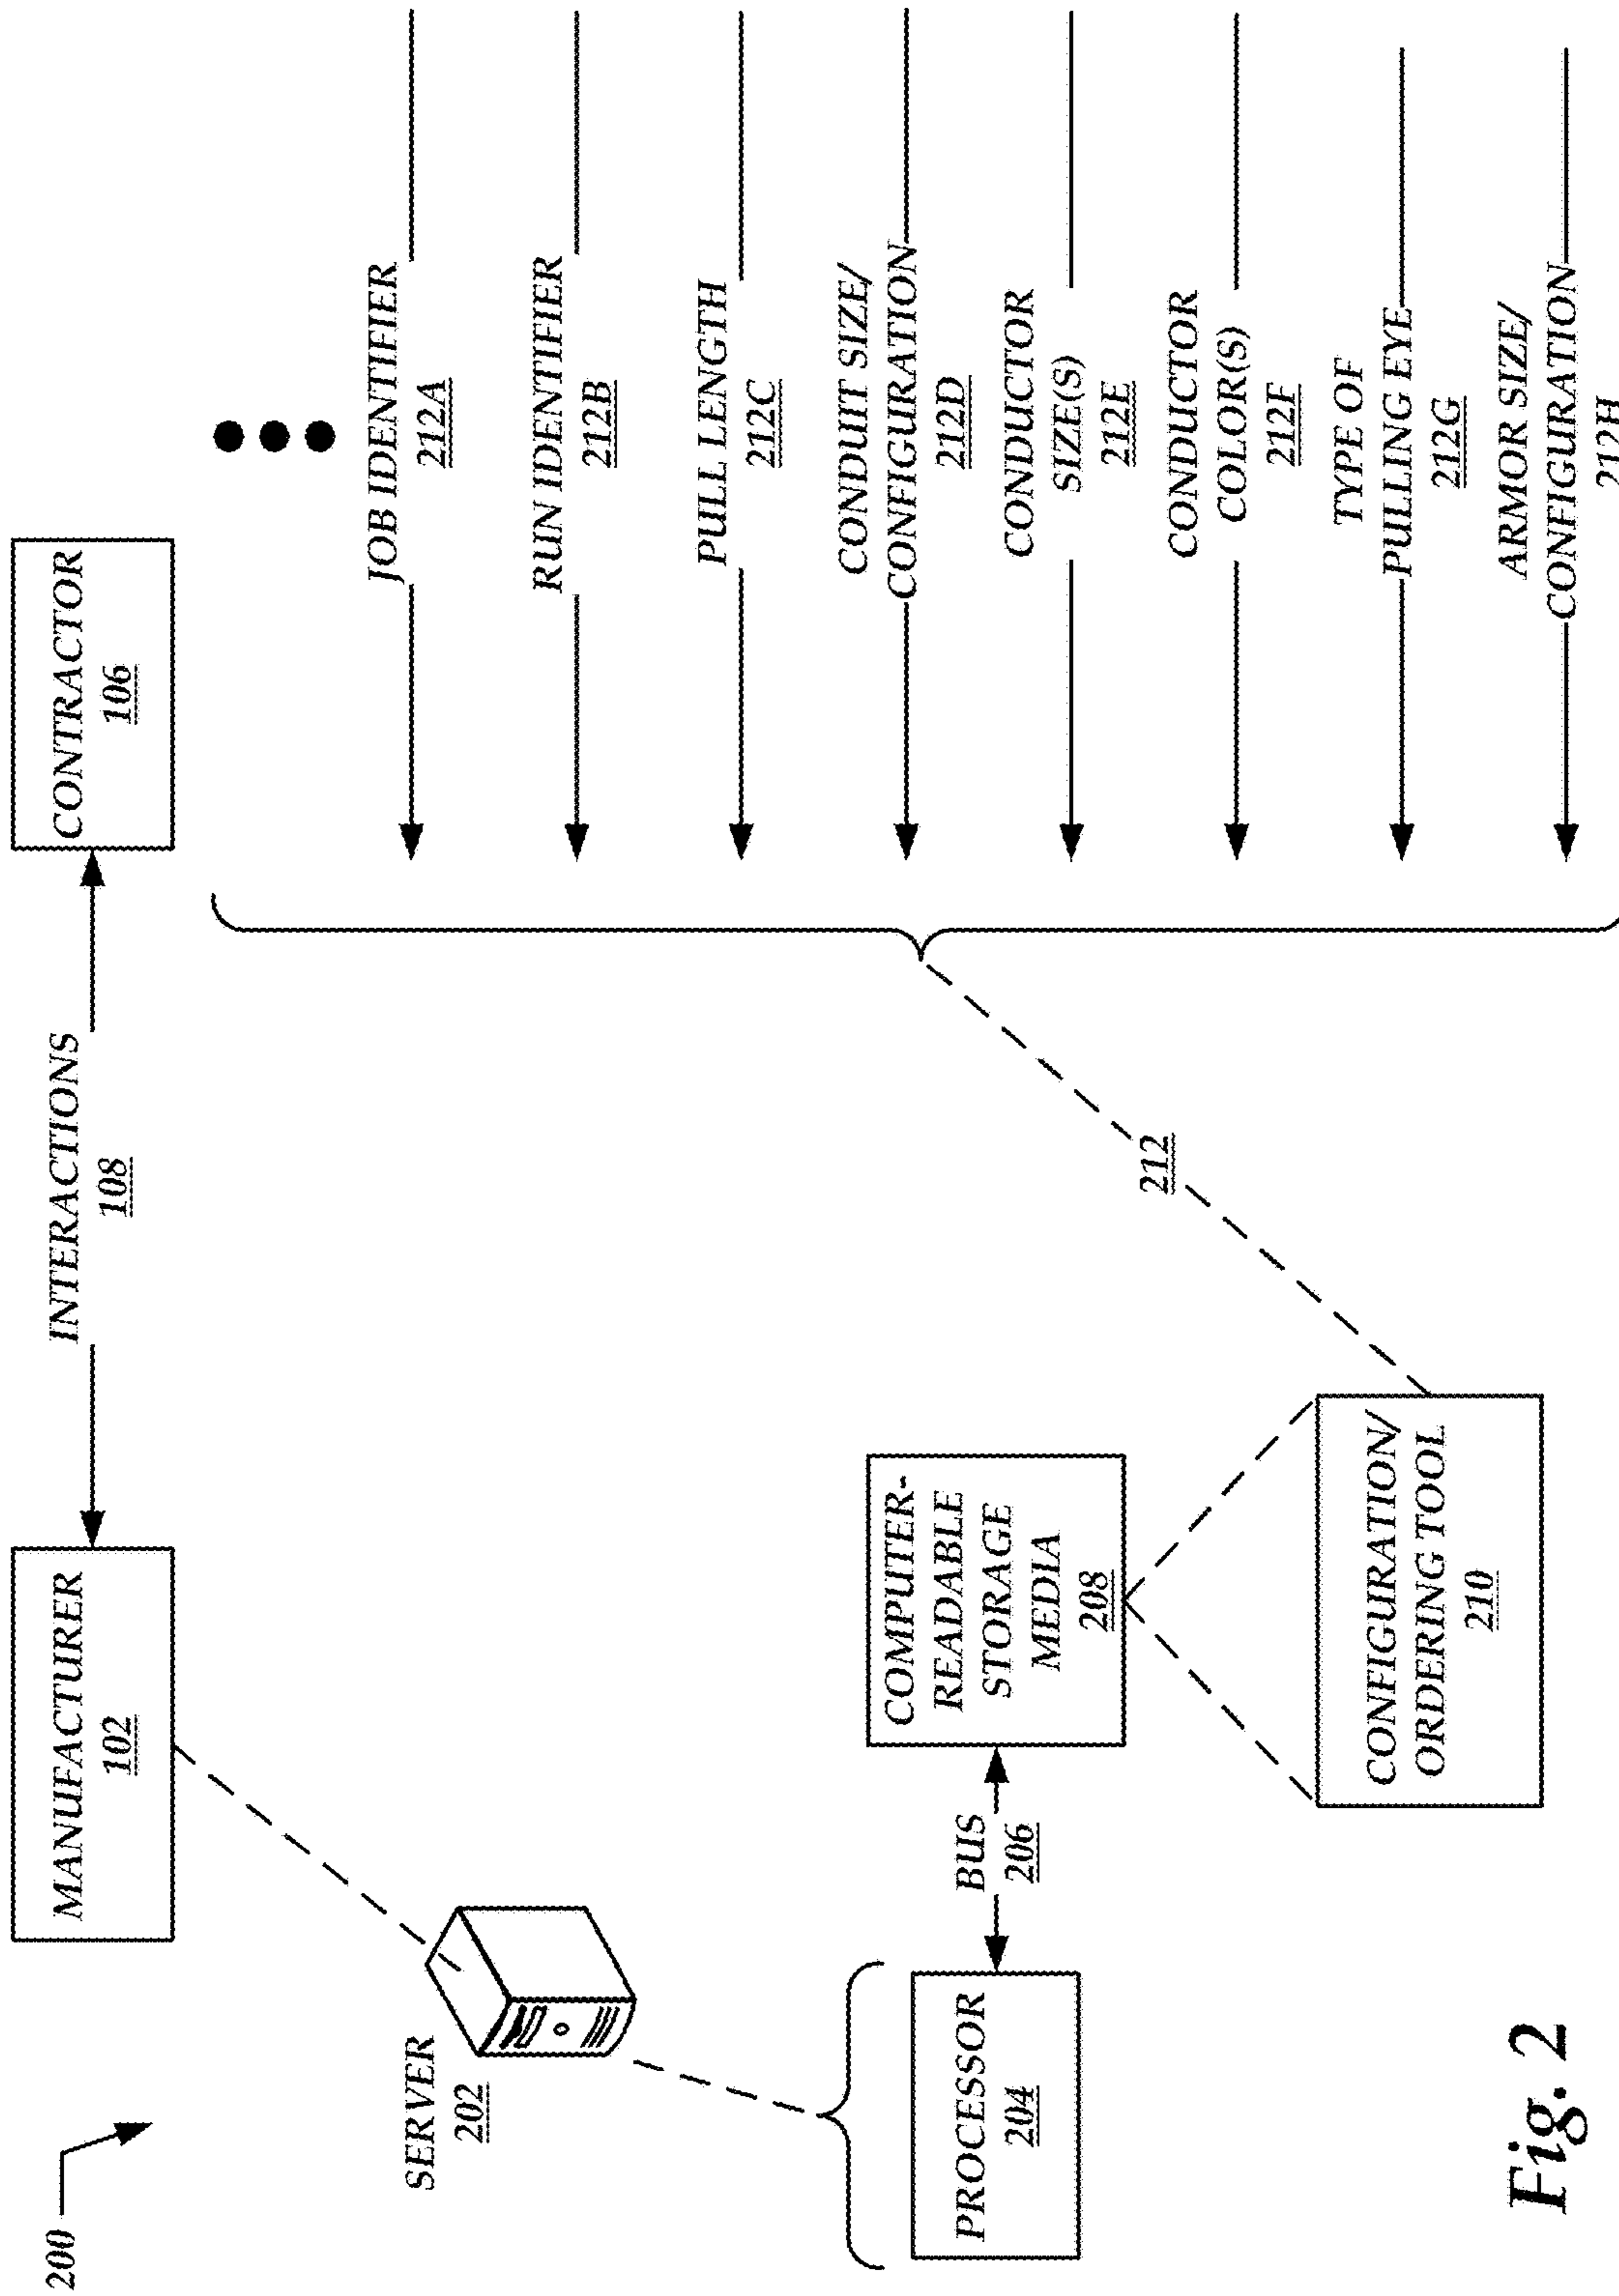 200
MANUFACTURER
102
INTERACTIONS
108
CONTRACTOR
106
SERVER
202
PROCESSOR
204
BUS
206
COMPUTER-
READABLE
STORAGE
MEDIA
208
CONFIGURATION/
ORDERING TOOL
210
212
JOB IDENTIFIER
212A
RUN IDENTIFIER
212B
PULL LENGTH
212C
CONDUIT SIZE/
CONFIGURATION
212D
CONDUCTOR
SIZE(S)
212E
CONDUCTOR
COLOR(S)
212F
TYPE OF
PULLING EYE
212G
ARMOR SIZE/
CONFIGURATION
212H
Fig. 2